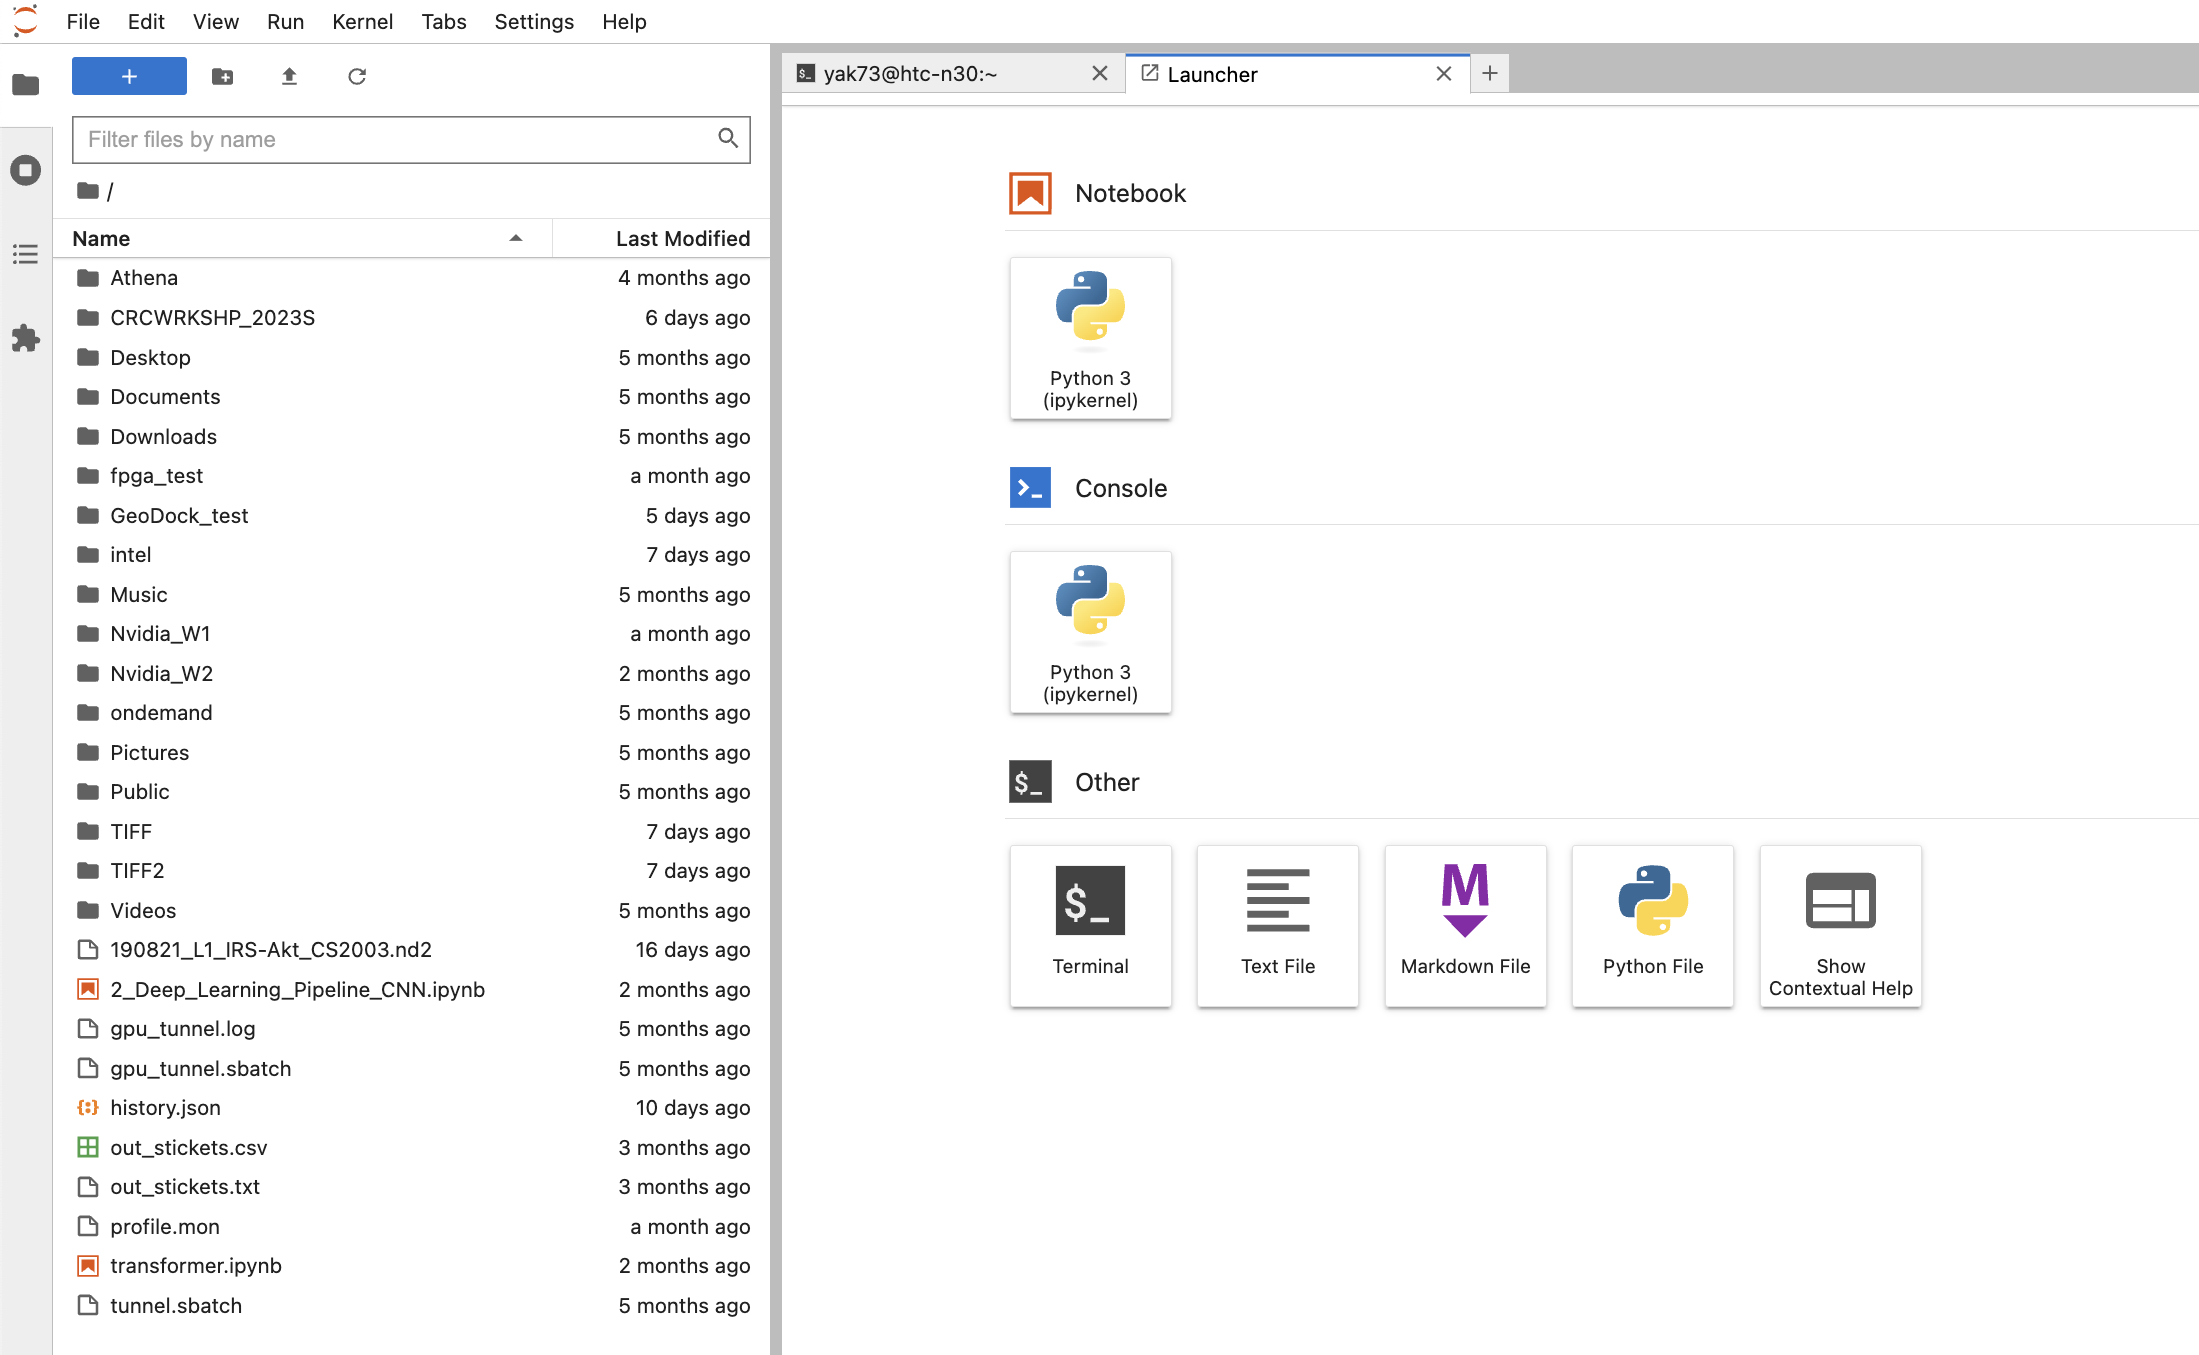 File Edit View Run Kernel Tabs Settings Help
yak73@htc-n30:~
Launcher
Filter files by name
/
Name Last Modified
Athena 4 months ago
CRCWRKSHP_2023S 6 days ago
Desktop 5 months ago
Documents 5 months ago
Downloads 5 months ago
fpga_test a month ago
GeoDock_test 5 days ago
intel 7 days ago
Music 5 months ago
Nvidia_W1 a month ago
Nvidia_W2 2 months ago
ondemand 5 months ago
Pictures 5 months ago
Public 5 months ago
TIFF 7 days ago
TIFF2 7 days ago
Videos 5 months ago
190821_L1_IRS-Akt_CS2003.nd2 16 days ago
2_Deep_Learning_Pipeline_CNN.ipynb 2 months ago
gpu_tunnel.log 5 months ago
gpu_tunnel.sbatch 5 months ago
history.json 10 days ago
out_stickets.csv 3 months ago
out_stickets.txt 3 months ago
profile.mon a month ago
transformer.ipynb 2 months ago
tunnel.sbatch 5 months ago
Notebook
Python 3
(ipykernel)
Console
Python 3
(ipykernel)
$_ Other
$_
Terminal
Text File
M
Markdown File
Python File
Show
Contextual Help